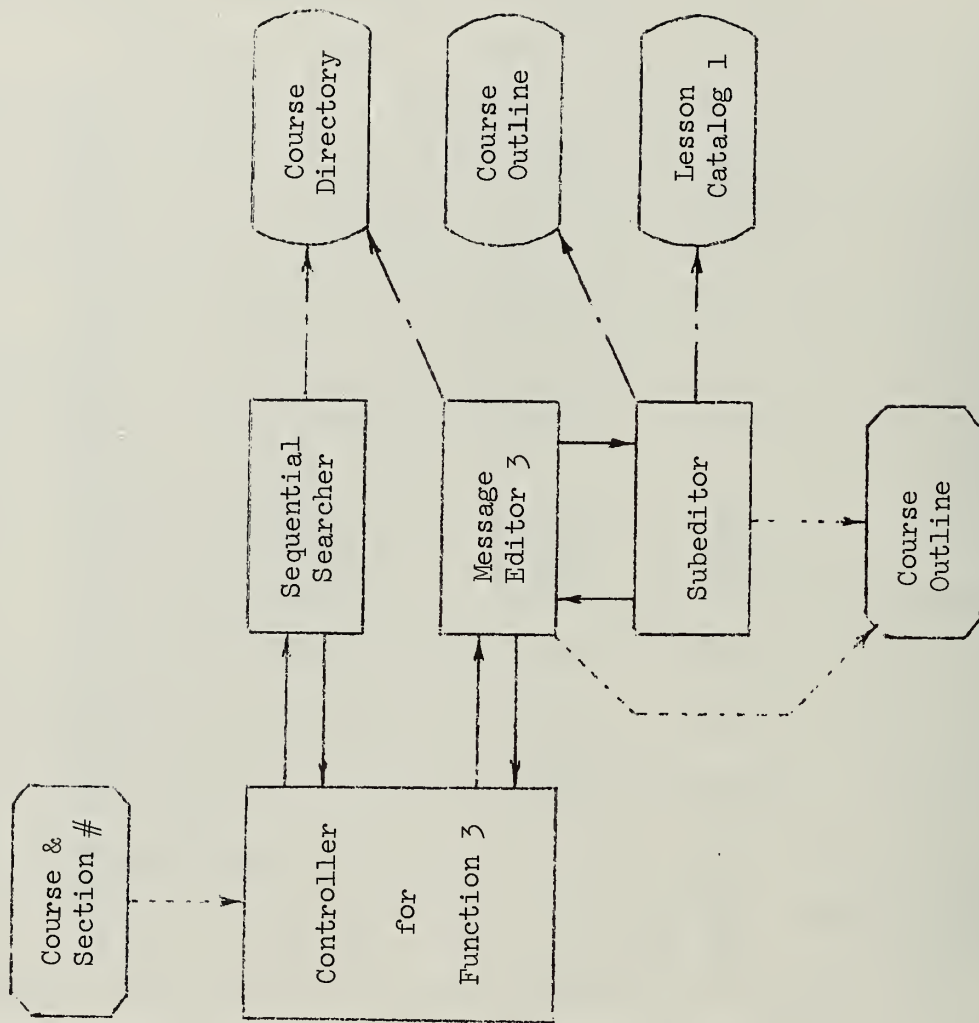 Course &
Section #
Controller
for
Function 3
Sequential
Searcher
Message
Editor 3
Subeditor
Course
Directory
Course
Outline
Lesson
Catalog 1
Course
Outline